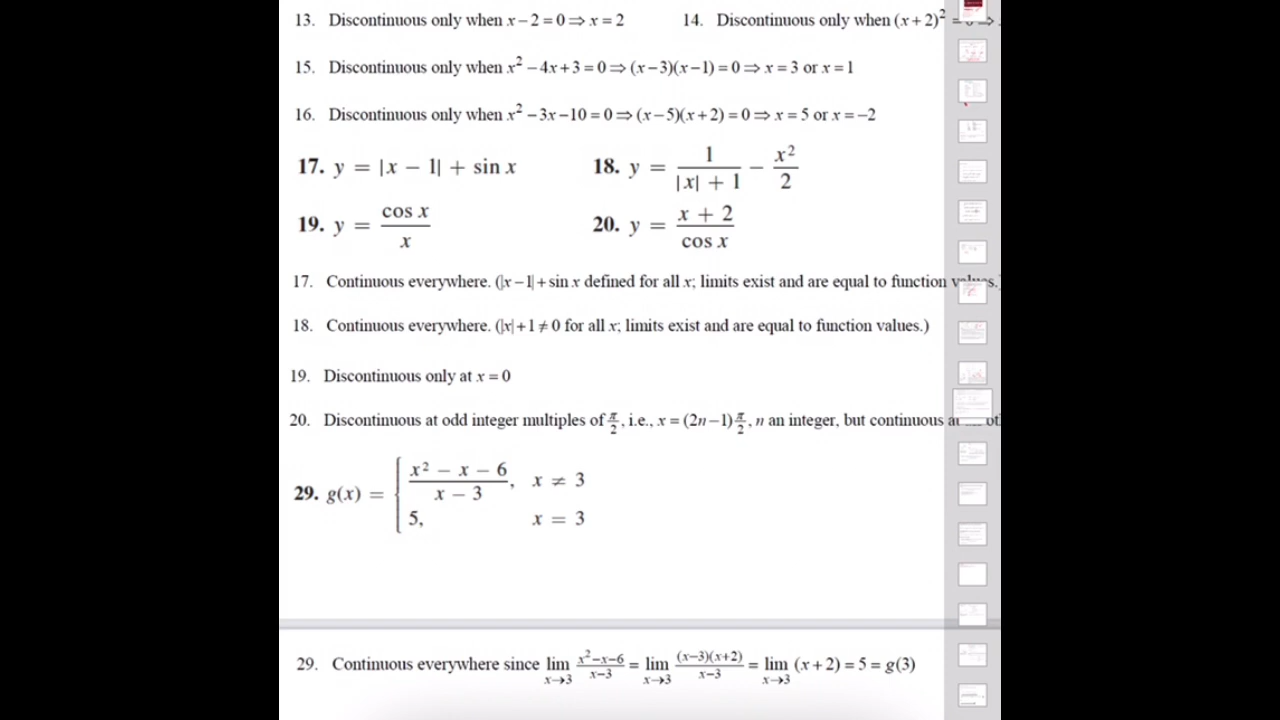 13. Discontinuous only when x − 2 = 0 ⇒ x = 2 14. Discontinuous only when (x + 2)² =
15. Discontinuous only when x² − 4x + 3 = 0 ⇒ (x − 3)(x − 1) = 0 ⇒ x = 3 or x = 1
16. Discontinuous only when x² − 3x − 10 = 0 ⇒ (x − 5)(x + 2) = 0 ⇒ x = 5 or x = −2
17. y = |x − 1| + sin x 18. y = 1/(|x| + 1) − x²/2
19. y = cos x/x 20. y = (x + 2)/cos x
17. Continuous everywhere. (|x − 1| + sin x defined for all x; limits exist and are equal to function values.
18. Continuous everywhere. (|x| + 1 ≠ 0 for all x; limits exist and are equal to function values.)
19. Discontinuous only at x = 0
20. Discontinuous at odd integer multiples of π/2, i.e., x = (2n − 1) π/2, n an integer, but continuous
29. g(x) = { (x² − x − 6)/(x − 3), x ≠ 3
5, x = 3
29. Continuous everywhere since lim x→3 (x² − x − 6)/(x − 3) = lim x→3 (x − 3)(x + 2)/(x − 3) = lim x→3 (x + 2) = 5 = g(3)